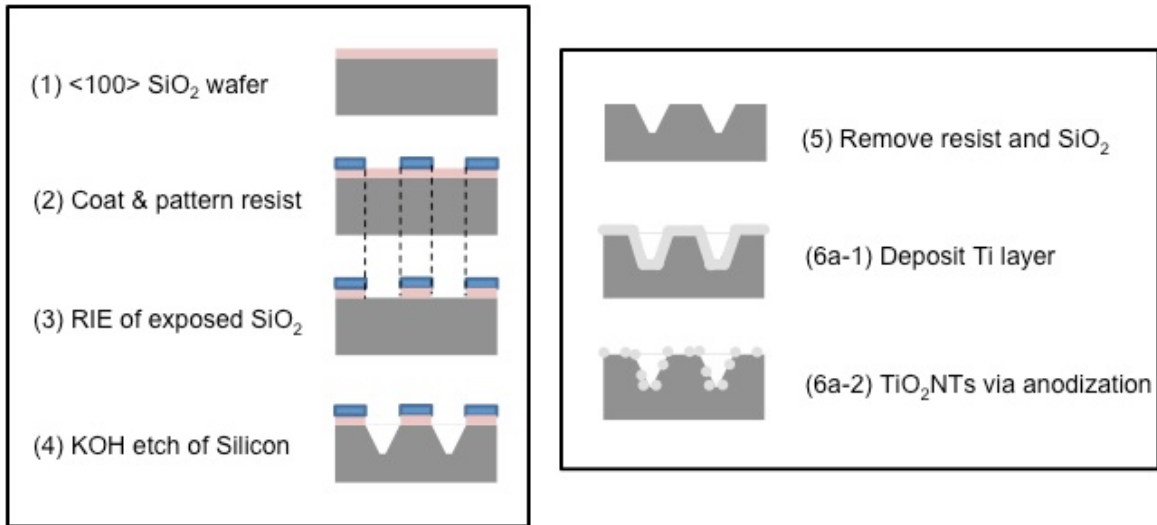 (1) <100> SiO₂ wafer
(2) Coat & pattern resist
(3) RIE of exposed SiO₂
(4) KOH etch of Silicon
(5) Remove resist and SiO₂
(6a-1) Deposit Ti layer
(6a-2) TiO₂NTs via anodization